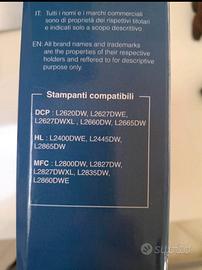 IT: Tutti i nomi e i marchi commerciali
sono di proprietà dei rispettivi titolari
e indicati solo a scopo descrittivo
EN: All brand names and trademarks
are the properties of their respective
holders and reffered to for descriptive
purpose only.
Stampanti compatibili
DCP : L2620DW, L2627DWE,
L2627DWXL , L2660DW, L2665DW
HL : L2400DWE, L2445DW,
L2865DW
MFC : L2800DW, L2827DW,
L2827DWXL , L2835DW,
L2860DWE
subito